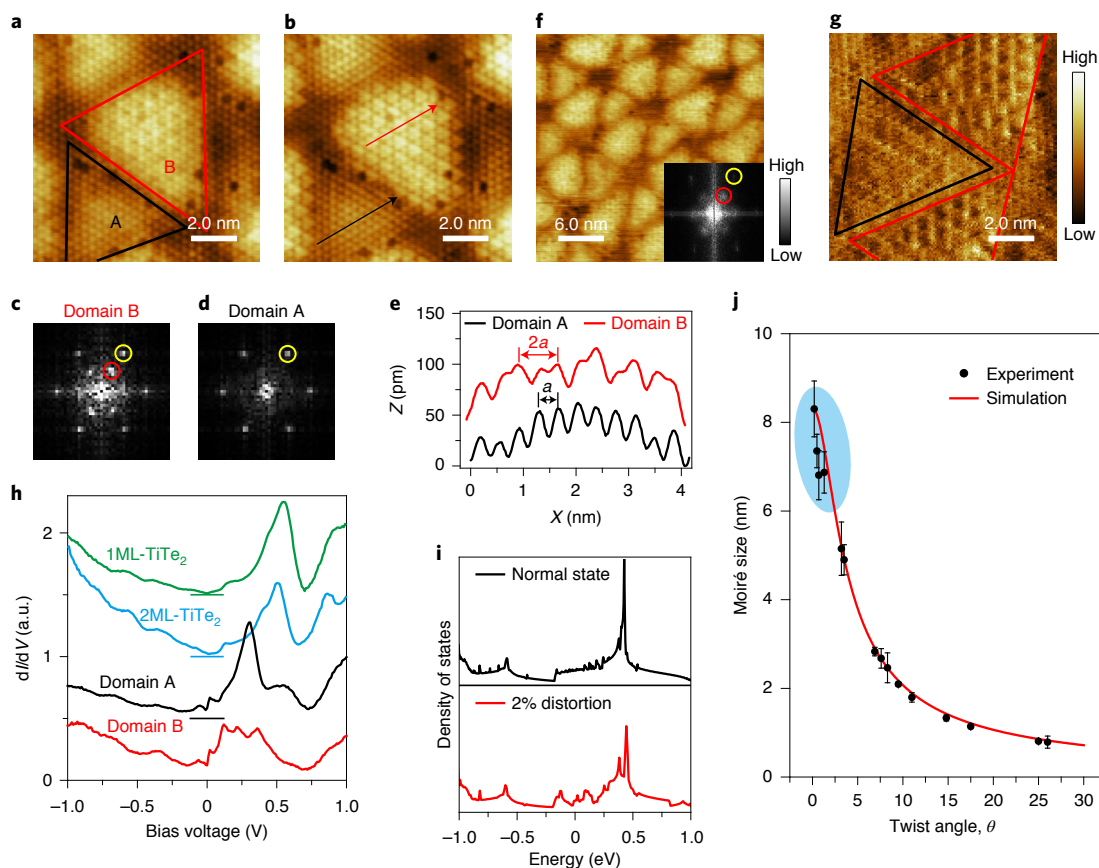 a
B
A
2.0 nm
b
2.0 nm
f
6.0 nm
High
Low
g
2.0 nm
High
Low
c
Domain B
d
Domain A
e
150
100
50
0
Z (pm)
Domain A
Domain B
2a
a
0
1
2
3
4
X (nm)
h
2
1
0
dI/dV (a.u.)
1ML-TiTe₂
2ML-TiTe₂
Domain A
Domain B
−1.0
−0.5
0
0.5
1.0
Bias voltage (V)
i
Normal state
2% distortion
Density of states
−1.0
−0.5
0
0.5
1.0
Energy (eV)
j
10
8
6
4
2
0
Moiré size (nm)
Experiment
Simulation
0
5
10
15
20
25
30
Twist angle, θ